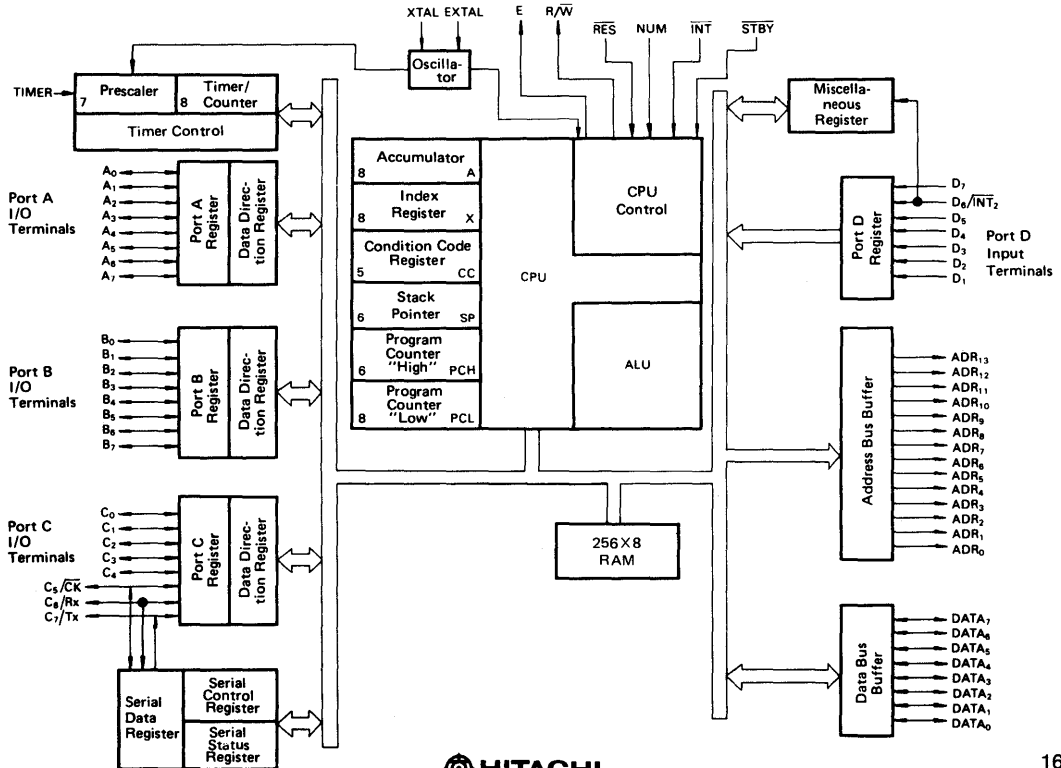 XTAL EXTAL
E
R/W̅
R̅E̅S̅
NUM
I̅N̅T̅
S̅T̅B̅Y̅
Oscilla-
tor
TIMER
Prescaler
7
Timer/
Counter
8
Timer Control
Miscella-
neous
Register
Port A
I/O
Terminals
A₀
A₁
A₂
A₃
A₄
A₅
A₆
A₇
Port A
Register
Data Direc-
tion Register
Accumulator
8 A
Index
Register
8 X
Condition Code
Register
5 CC
Stack
Pointer
6 SP
Program
Counter
"High"
6 PCH
Program
Counter
"Low"
8 PCL
CPU
CPU
Control
ALU
Port D
Register
D₇
D₆/I̅N̅T̅₂
D₅
D₄
D₃
D₂
D₁
Port D
Input
Terminals
Port B
I/O
Terminals
B₀
B₁
B₂
B₃
B₄
B₅
B₆
B₇
Port B
Register
Data Direc-
tion Register
Address Bus Buffer
ADR₁₃
ADR₁₂
ADR₁₁
ADR₁₀
ADR₉
ADR₈
ADR₇
ADR₆
ADR₅
ADR₄
ADR₃
ADR₂
ADR₁
ADR₀
Port C
I/O
Terminals
C₀
C₁
C₂
C₃
C₄
C₅/C̅K̅
C₆/Rx
C₇/Tx
Port C
Register
Data Direc-
tion Register
256×8
RAM
Serial
Data
Register
Serial
Control
Register
Serial
Status
Register
Data Bus
Buffer
DATA₇
DATA₆
DATA₅
DATA₄
DATA₃
DATA₂
DATA₁
DATA₀
HITACHI
16